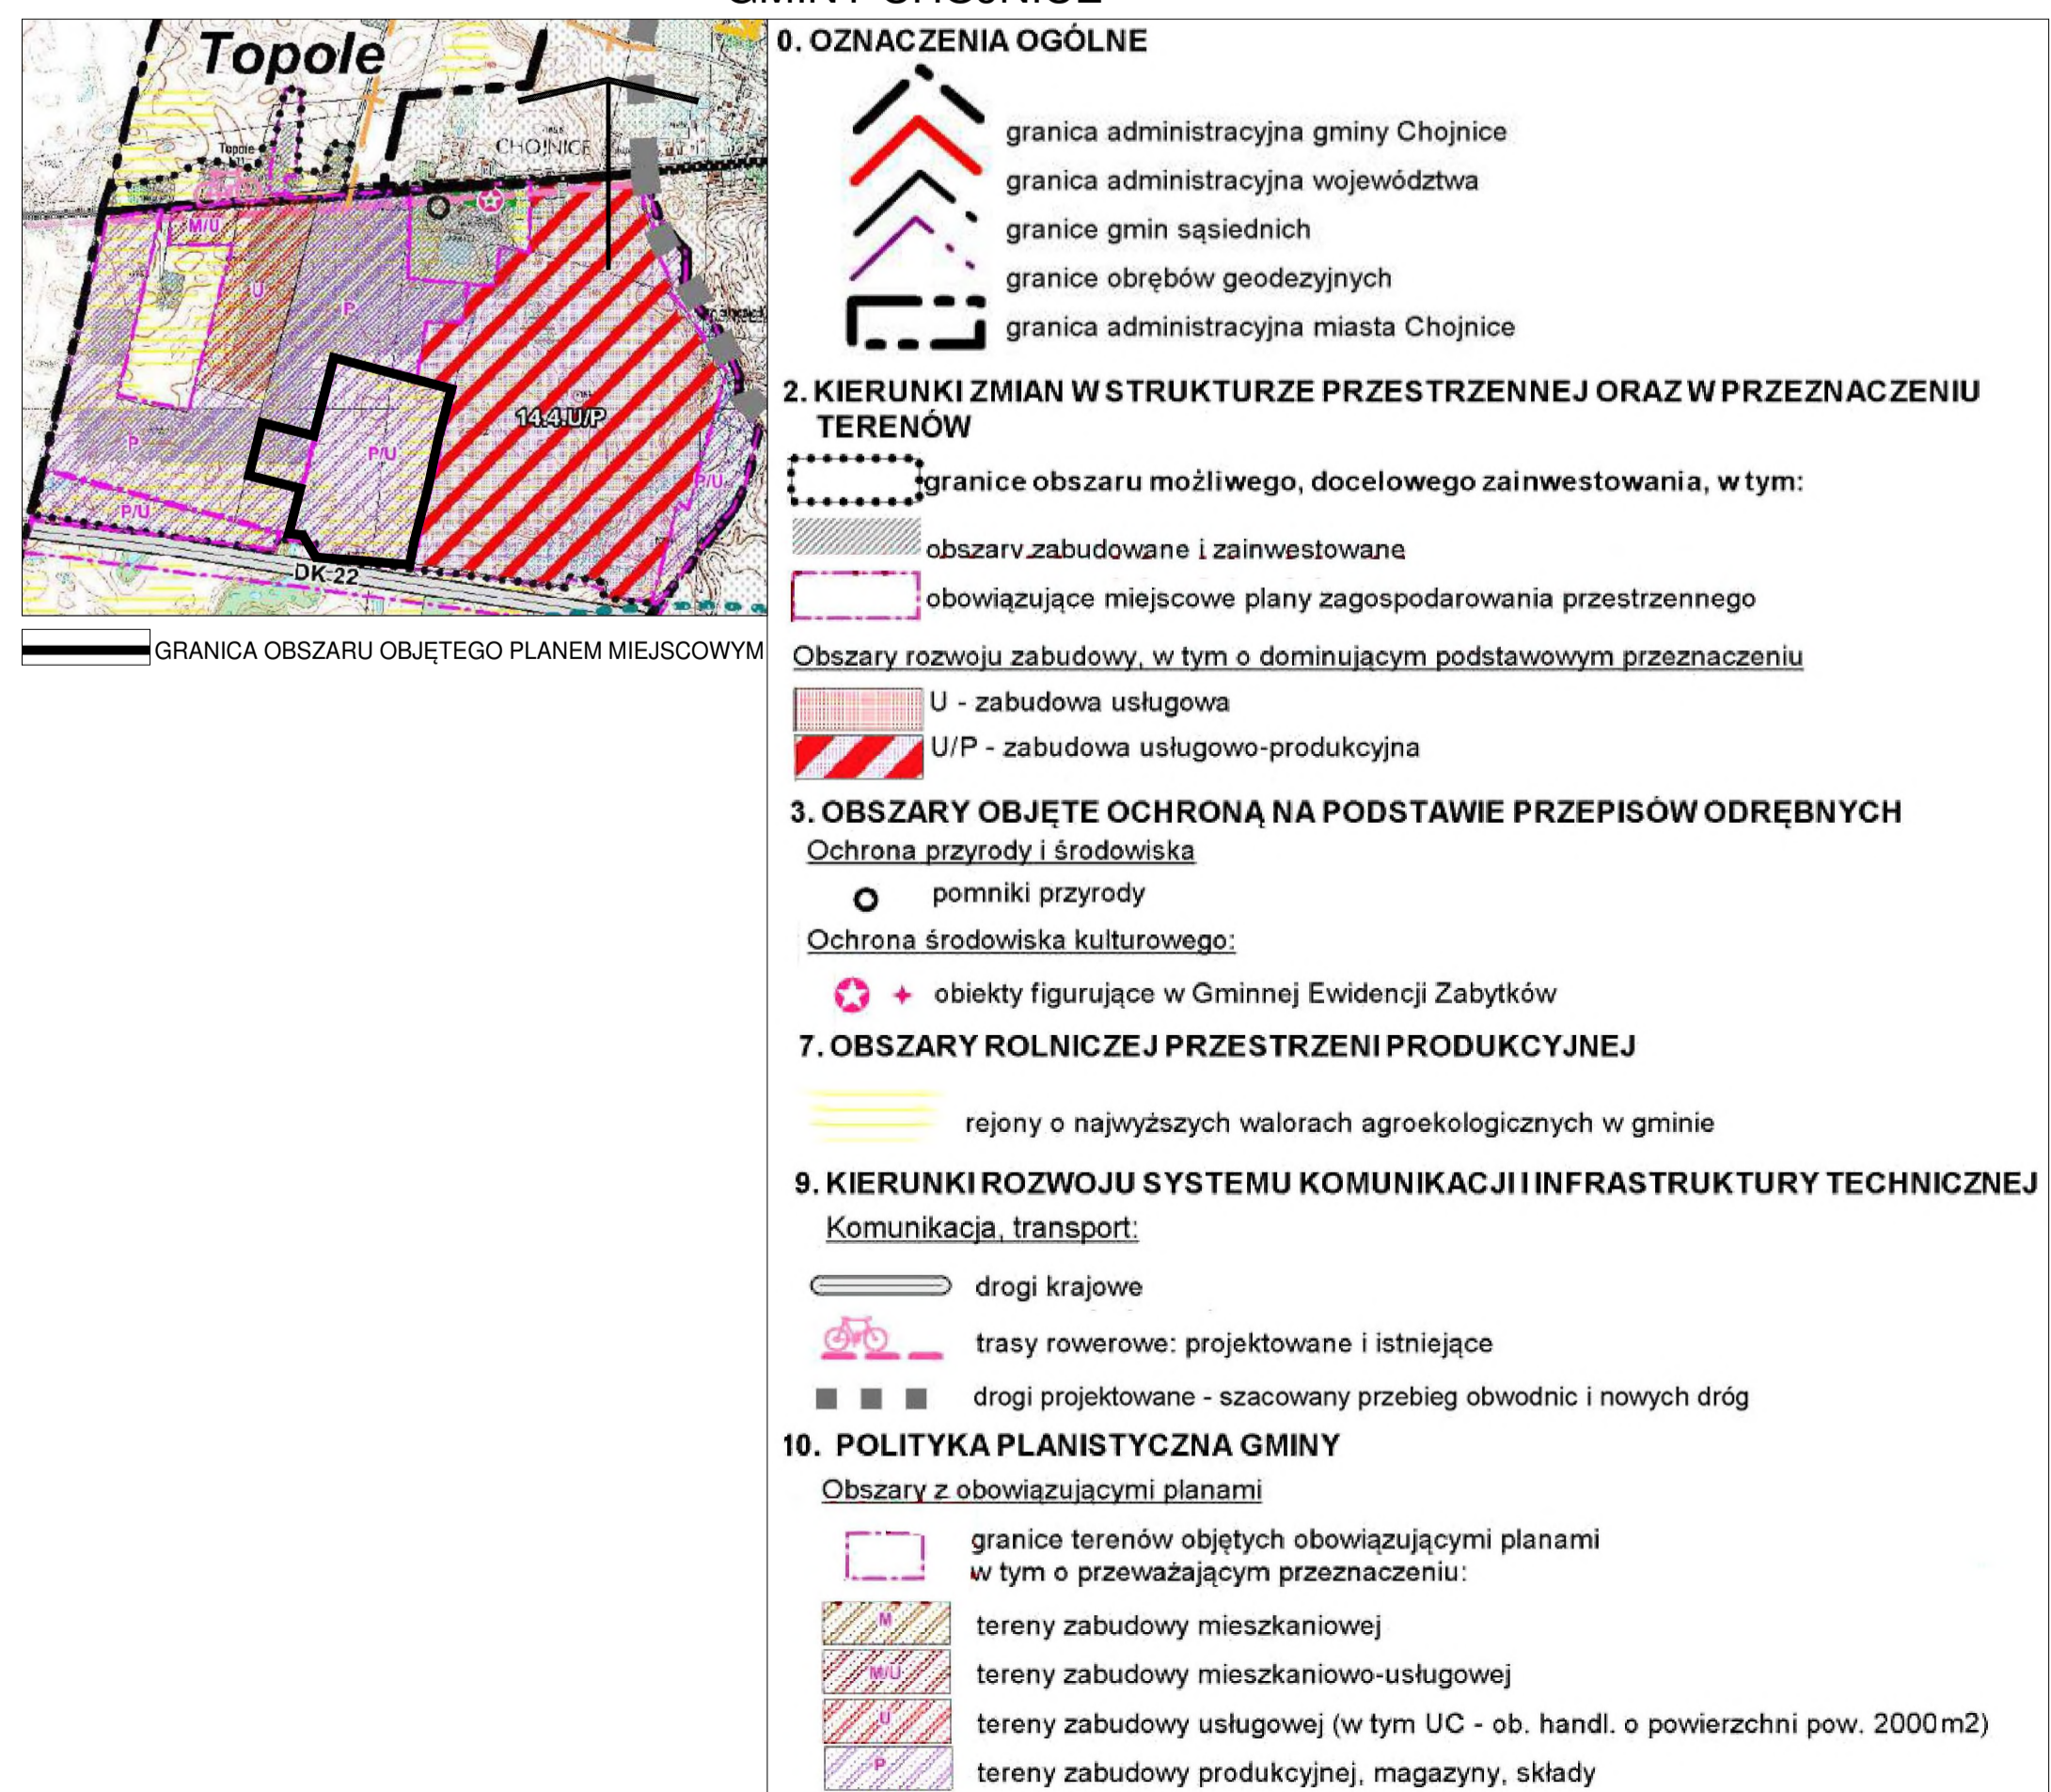 Topole
CHOJNICE
Topole
M/U
U
P
14.4.U/P
P
P/U
P/U
P/U
DK-22
GRANICA OBSZARU OBJĘTEGO PLANEM MIEJSCOWYM
0. OZNACZENIA OGÓLNE
granica administracyjna gminy Chojnice
granica administracyjna województwa
granice gmin sąsiednich
granice obrębów geodezyjnych
granica administracyjna miasta Chojnice
2. KIERUNKI ZMIAN W STRUKTURZE PRZESTRZENNEJ ORAZ W PRZEZNACZENIU
TERENÓW
granice obszaru możliwego, docelowego zainwestowania, w tym:
obszary zabudowane i zainwestowane
obowiązujące miejscowe plany zagospodarowania przestrzennego
Obszary rozwoju zabudowy, w tym o dominującym podstawowym przeznaczeniu
U - zabudowa usługowa
U/P - zabudowa usługowo-produkcyjna
3. OBSZARY OBJĘTE OCHRONĄ NA PODSTAWIE PRZEPISÓW ODRĘBNYCH
Ochrona przyrody i środowiska
pomniki przyrody
Ochrona środowiska kulturowego:
obiekty figurujące w Gminnej Ewidencji Zabytków
7. OBSZARY ROLNICZEJ PRZESTRZENI PRODUKCYJNEJ
rejony o najwyższych walorach agroekologicznych w gminie
9. KIERUNKI ROZWOJU SYSTEMU KOMUNIKACJI I INFRASTRUKTURY TECHNICZNEJ
Komunikacja, transport:
drogi krajowe
trasy rowerowe: projektowane i istniejące
drogi projektowane - szacowany przebieg obwodnic i nowych dróg
10. POLITYKA PLANISTYCZNA GMINY
Obszary z obowiązującymi planami
granice terenów objętych obowiązującymi planami
w tym o przeważającym przeznaczeniu:
M
tereny zabudowy mieszkaniowej
M/U
tereny zabudowy mieszkaniowo-usługowej
U
tereny zabudowy usługowej (w tym UC - ob. handl. o powierzchni pow. 2000m2)
P
tereny zabudowy produkcyjnej, magazyny, składy